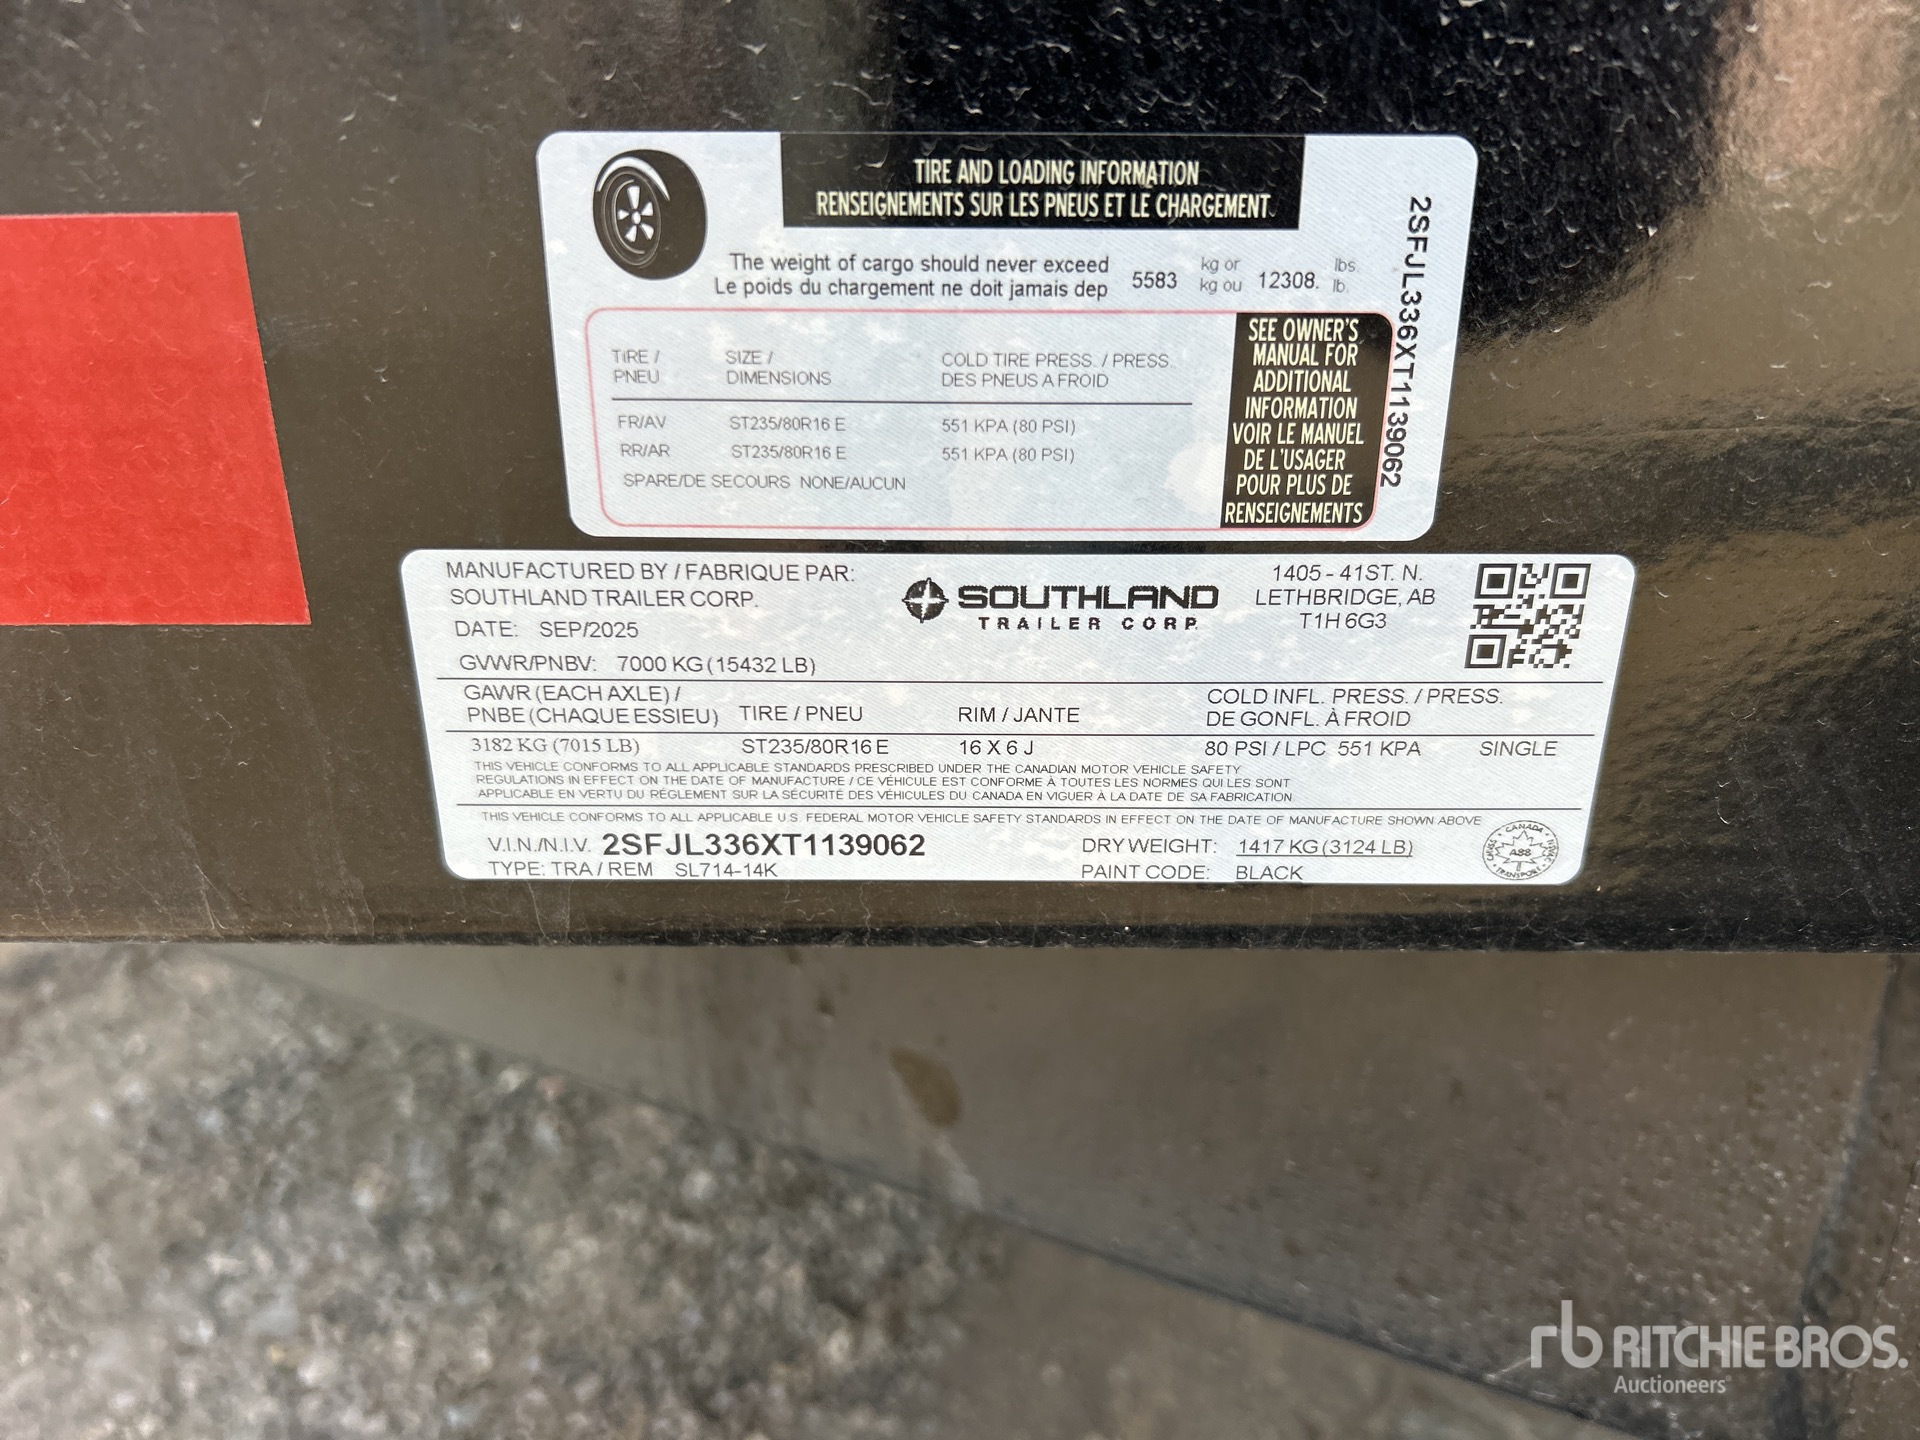 TIRE AND LOADING INFORMATION
RENSEIGNEMENTS SUR LES PNEUS ET LE CHARGEMENT
The weight of cargo should never exceed 5583 kg or 12308. lbs.
Le poids du chargement ne doit jamais dep kg ou lb.
TIRE / SIZE / COLD TIRE PRESS. / PRESS.
PNEU DIMENSIONS DES PNEUS A FROID
FR/AV ST235/80R16 E 551 KPA (80 PSI)
RR/AR ST235/80R16 E 551 KPA (80 PSI)
SPARE/DE SECOURS NONE/AUCUN
SEE OWNER'S
MANUAL FOR
ADDITIONAL
INFORMATION
VOIR LE MANUEL
DE L'USAGER
POUR PLUS DE
RENSEIGNEMENTS
2SFJL336XT1139062
MANUFACTURED BY / FABRIQUE PAR:
SOUTHLAND TRAILER CORP.
DATE: SEP/2025
GVWR/PNBV: 7000 KG (15432 LB)
SOUTHLAND
TRAILER CORP.
1405 - 41ST. N.
LETHBRIDGE, AB
T1H 6G3
GAWR (EACH AXLE) / COLD INFL. PRESS. / PRESS.
PNBE (CHAQUE ESSIEU) TIRE / PNEU RIM / JANTE DE GONFL. À FROID
3182 KG (7015 LB) ST235/80R16 E 16 X 6 J 80 PSI / LPC 551 KPA SINGLE
THIS VEHICLE CONFORMS TO ALL APPLICABLE STANDARDS PRESCRIBED UNDER THE CANADIAN MOTOR VEHICLE SAFETY
REGULATIONS IN EFFECT ON THE DATE OF MANUFACTURE / CE VÉHICULE EST CONFORME À TOUTES LES NORMES QUI LES SONT
APPLICABLE EN VERTU DU RÉGLEMENT SUR LA SÉCURITÉ DES VÉHICULES DU CANADA EN VIGUER À LA DATE DE SA FABRICATION
THIS VEHICLE CONFORMS TO ALL APPLICABLE U.S. FEDERAL MOTOR VEHICLE SAFETY STANDARDS IN EFFECT ON THE DATE OF MANUFACTURE SHOWN ABOVE
V.I.N./N.I.V. 2SFJL336XT1139062 DRY WEIGHT: 1417 KG (3124 LB)
TYPE: TRA / REM SL714-14K PAINT CODE: BLACK
CANADA
TRANSPORT
rb RITCHIE BROS.
Auctioneers